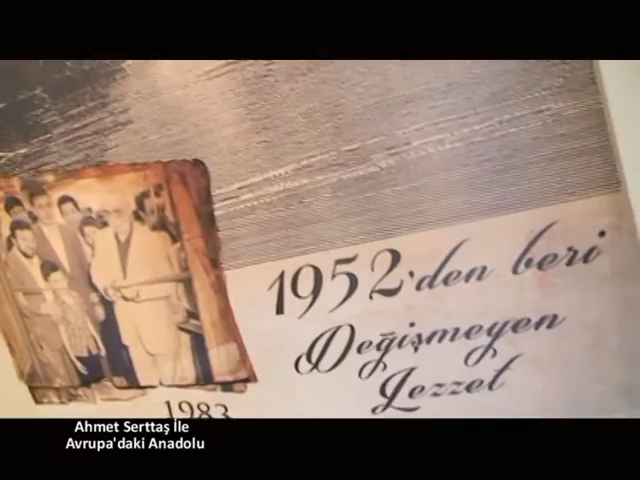 1952'den beri
Değişmeyen
Lezzet
1983
Ahmet Serttaş İle
Avrupa'daki Anadolu